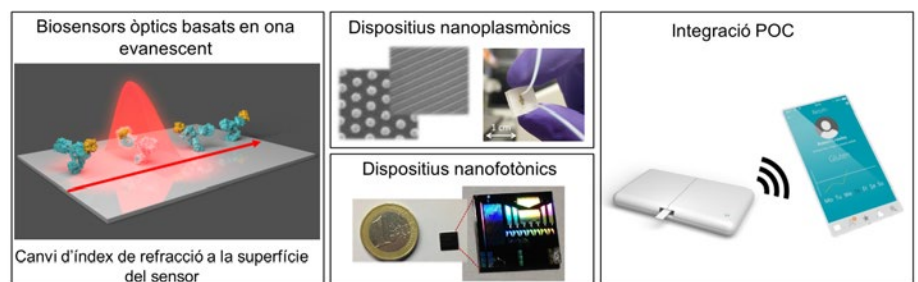 Biosensors òptics basats en ona
evanescent
Canvi d'índex de refracció a la superfície
del sensor
Dispositius nanoplasmònics
1 cm
Dispositius nanofotònics
Integració POC